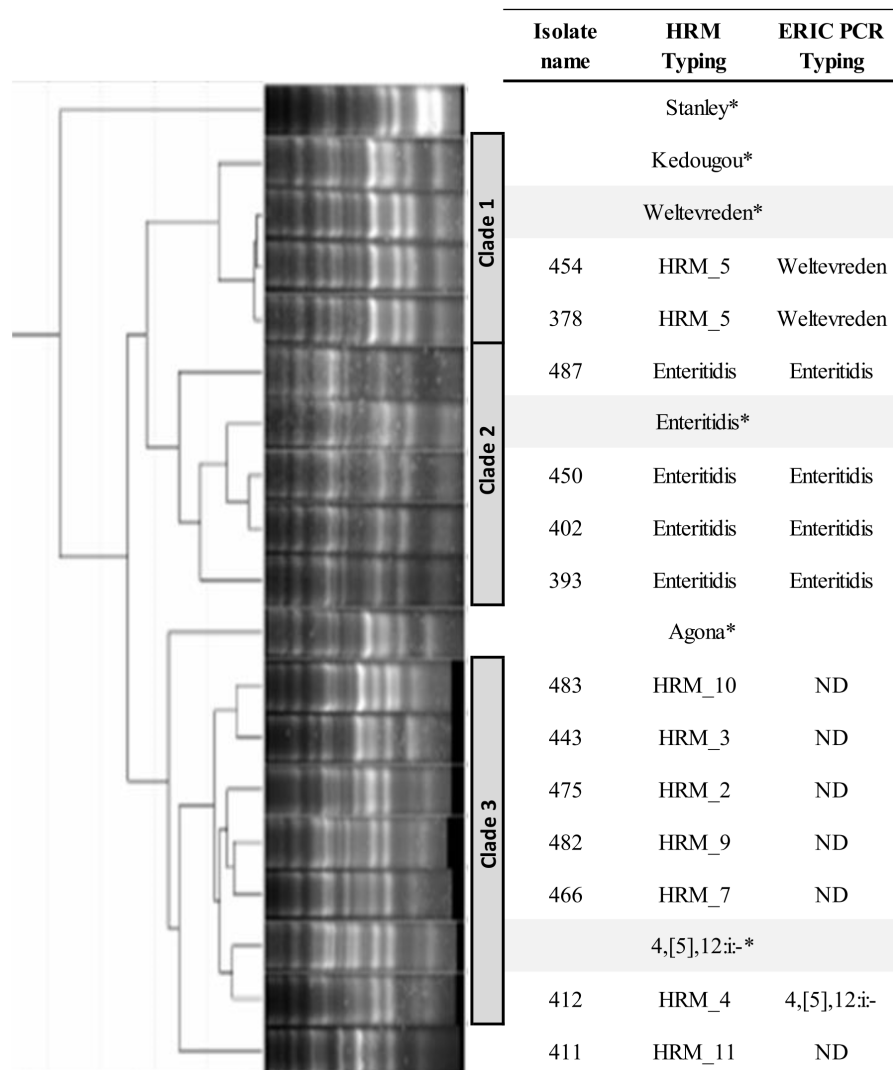 Isolate name HRM Typing ERIC PCR Typing
Stanley*
Kedougou*
Weltevreden*
454 HRM_5 Weltevreden
378 HRM_5 Weltevreden
487 Enteritidis Enteritidis
Enteritidis*
450 Enteritidis Enteritidis
402 Enteritidis Enteritidis
393 Enteritidis Enteritidis
Agona*
483 HRM_10 ND
443 HRM_3 ND
475 HRM_2 ND
482 HRM_9 ND
466 HRM_7 ND
4,[5],12:i:-*
412 HRM_4 4,[5],12:i:-
411 HRM_11 ND
Clade 1
Clade 2
Clade 3